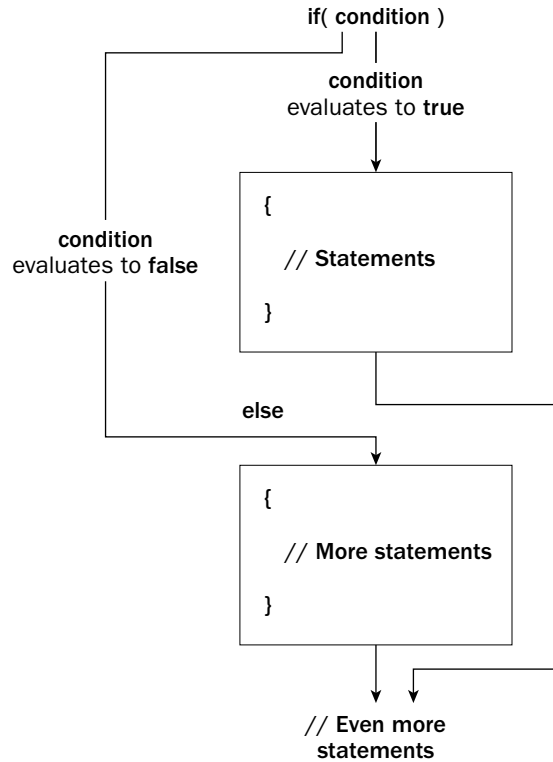 if( condition )
condition
evaluates to true
{
// Statements
}
condition
evaluates to false
else
{
// More statements
}
// Even more
statements